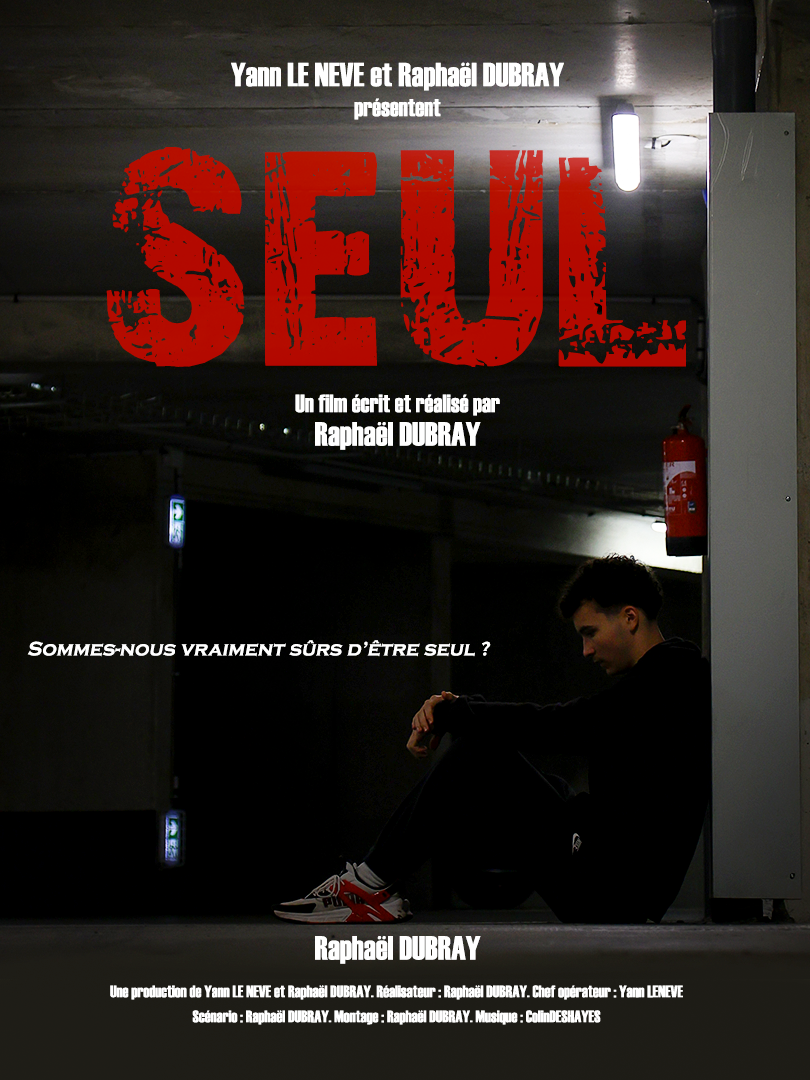 Yann LE NEVE et Raphaël DUBRAY
présentent
SEUL
Un film écrit et réalisé par
Raphaël DUBRAY
SOMMES-NOUS VRAIMENT SÛRS D'ÊTRE SEUL ?
PUMA
Raphaël DUBRAY
Une production de Yann LE NEVE et Raphaël DUBRAY. Réalisateur : Raphaël DUBRAY. Chef opérateur : Yann LENEVE
Scénario : Raphaël DUBRAY. Montage : Raphaël DUBRAY. Musique : ColinDESHAYES